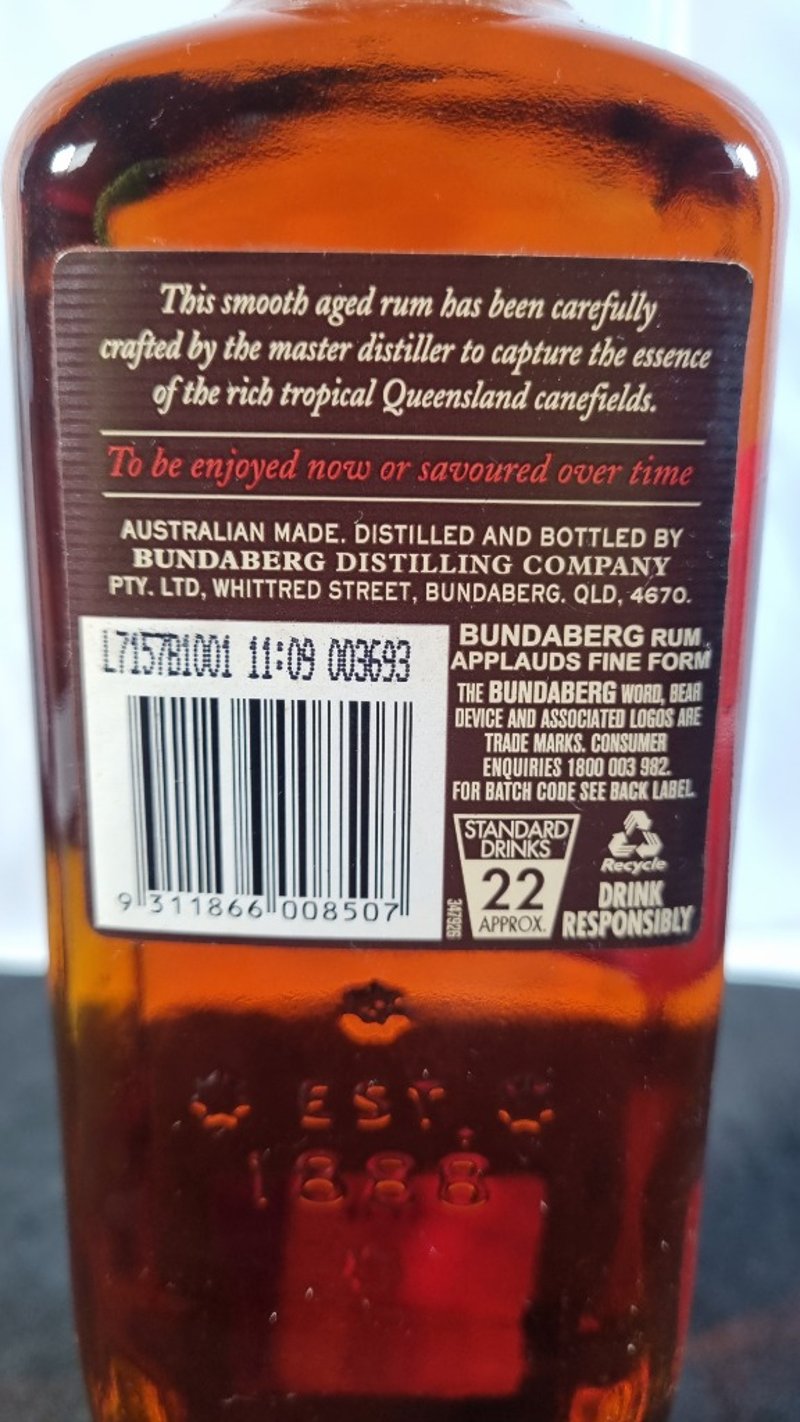 This smooth aged rum has been carefully
crafted by the master distiller to capture the essence
of the rich tropical Queensland canefields.
To be enjoyed now or savoured over time
AUSTRALIAN MADE. DISTILLED AND BOTTLED BY
BUNDABERG DISTILLING COMPANY
PTY. LTD, WHITTRED STREET, BUNDABERG. QLD, 4670.
L7157B1001 11:09 003693
9 311866 008507
BUNDABERG RUM
APPLAUDS FINE FORM
THE BUNDABERG WORD, BEAR
DEVICE AND ASSOCIATED LOGOS ARE
TRADE MARKS. CONSUMER
ENQUIRIES 1800 003 982.
FOR BATCH CODE SEE BACK LABEL.
STANDARD
DRINKS
22
APPROX.
347926
Recycle
DRINK
RESPONSIBLY
EST.
1888